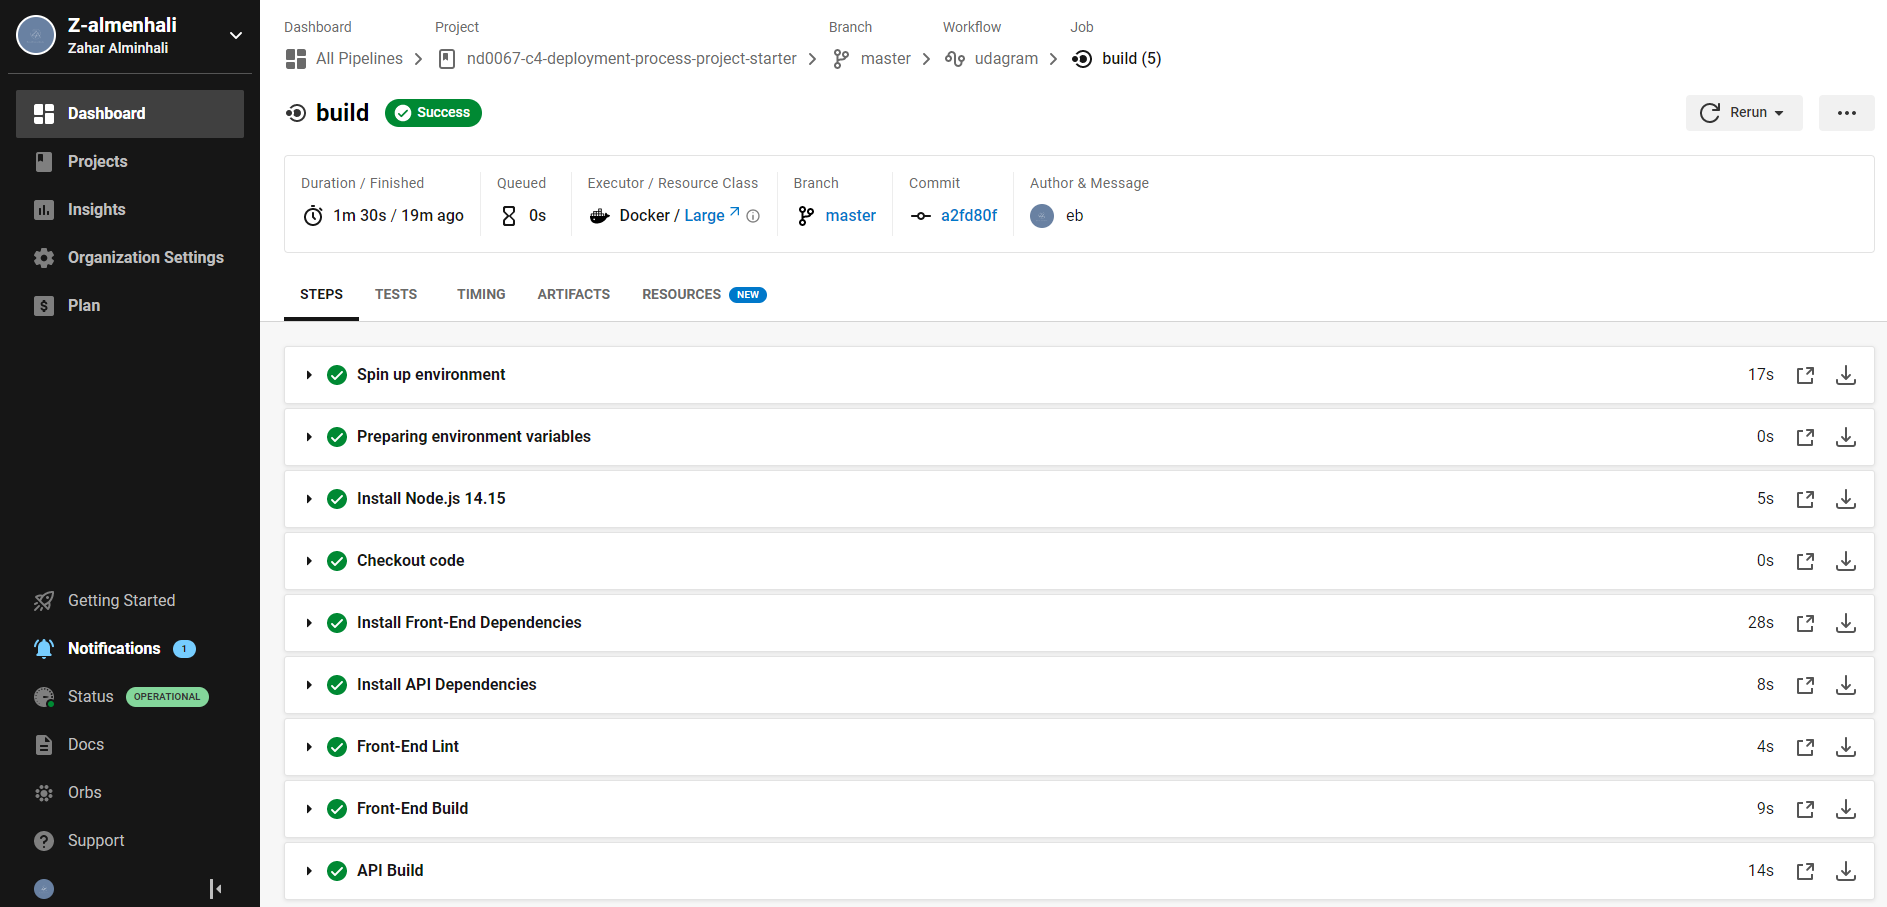 Z-almenhali
Zahar Alminhali
Dashboard
Projects
Insights
Organization Settings
Plan
Getting Started
Notifications 1
Status OPERATIONAL
Docs
Orbs
Support
Dashboard Project Branch Workflow Job
All Pipelines nd0067-c4-deployment-process-project-starter master udagram build (5)
build Success Rerun
Duration / Finished Queued Executor / Resource Class Branch Commit Author & Message
1m 30s / 19m ago 0s Docker / Large master a2fd80f eb
STEPS TESTS TIMING ARTIFACTS RESOURCES NEW
Spin up environment 17s
Preparing environment variables 0s
Install Node.js 14.15 5s
Checkout code 0s
Install Front-End Dependencies 28s
Install API Dependencies 8s
Front-End Lint 4s
Front-End Build 9s
API Build 14s